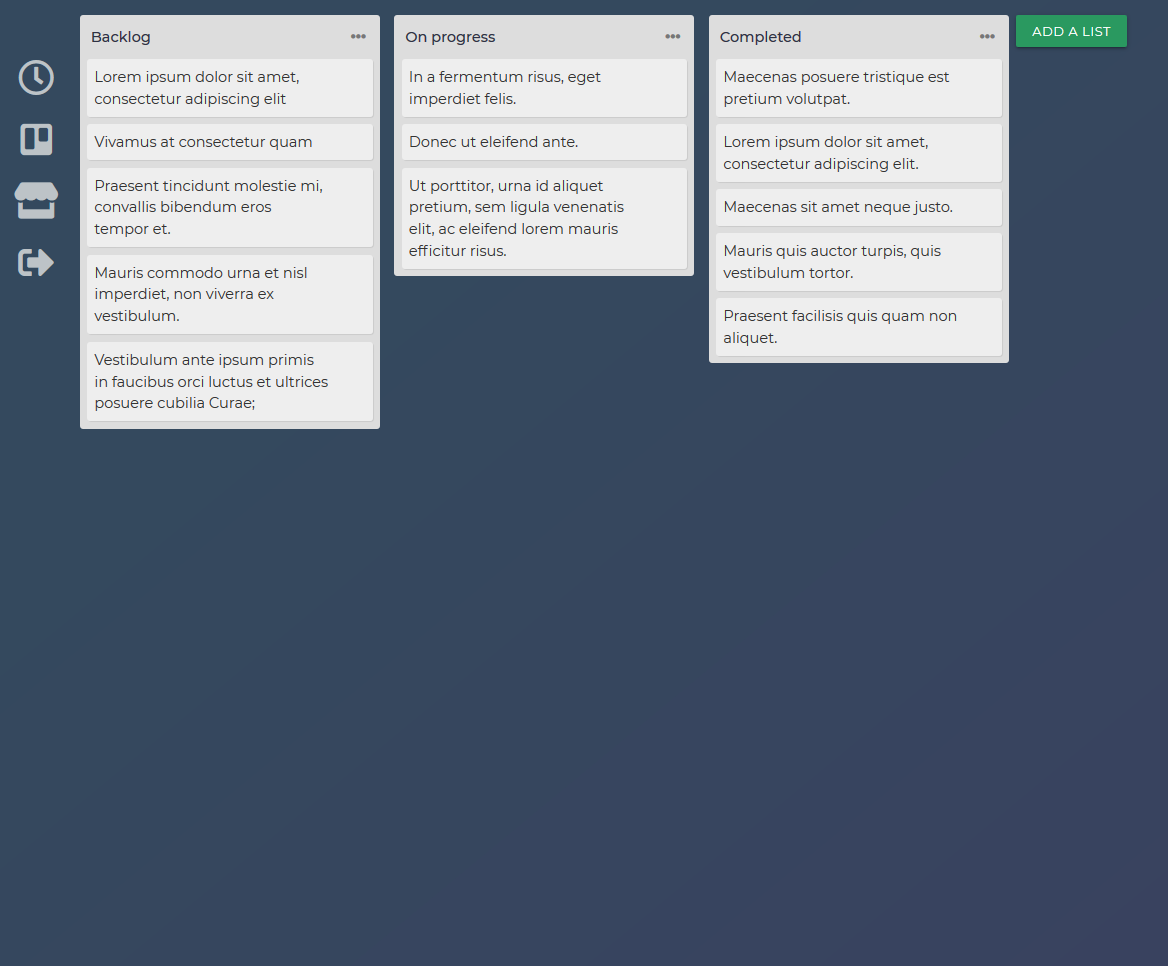 Backlog
Lorem ipsum dolor sit amet,
consectetur adipiscing elit
Vivamus at consectetur quam
Praesent tincidunt molestie mi,
convallis bibendum eros
tempor et.
Mauris commodo urna et nisl
imperdiet, non viverra ex
vestibulum.
Vestibulum ante ipsum primis
in faucibus orci luctus et ultrices
posuere cubilia Curae;
On progress
In a fermentum risus, eget
imperdiet felis.
Donec ut eleifend ante.
Ut porttitor, urna id aliquet
pretium, sem ligula venenatis
elit, ac eleifend lorem mauris
efficitur risus.
Completed
Maecenas posuere tristique est
pretium volutpat.
Lorem ipsum dolor sit amet,
consectetur adipiscing elit.
Maecenas sit amet neque justo.
Mauris quis auctor turpis, quis
vestibulum tortor.
Praesent facilisis quis quam non
aliquet.
ADD A LIST